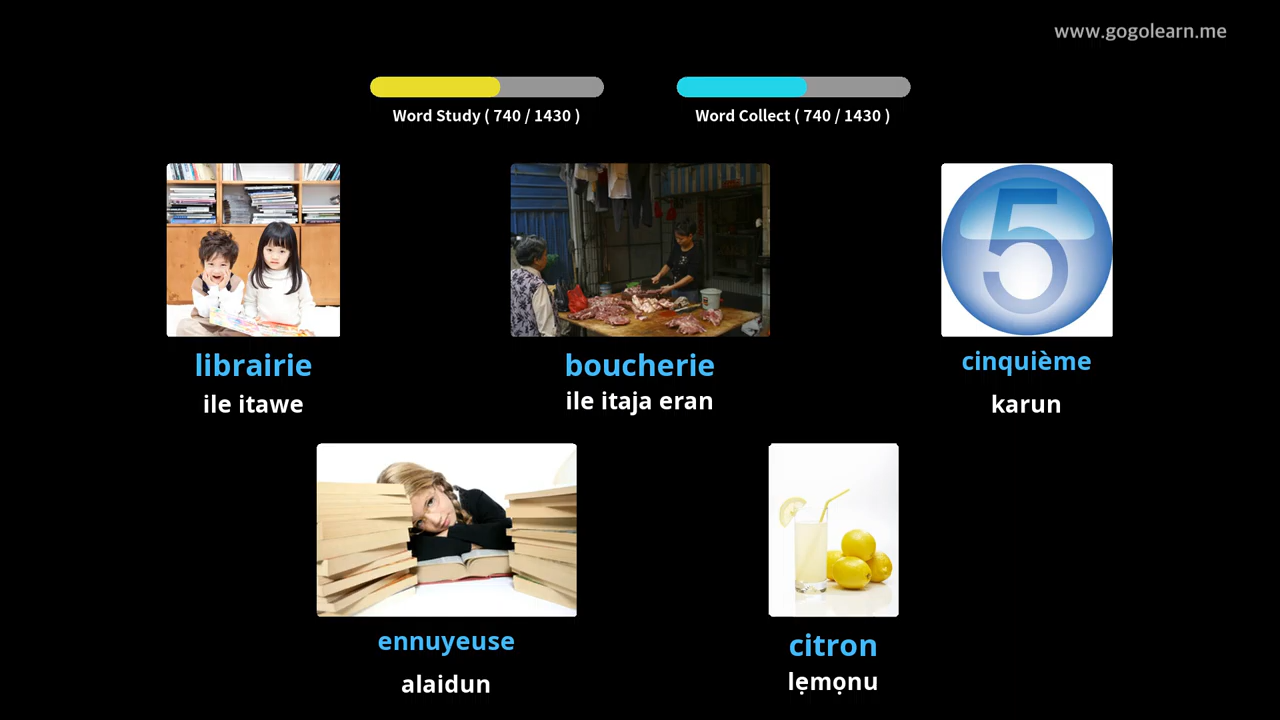 www.gogolearn.me
Word Study ( 740 / 1430 )
Word Collect ( 740 / 1430 )
5
librairie
ile itawe
boucherie
ile itaja eran
cinquième
karun
ennuyeuse
alaidun
citron
lẹmọnu